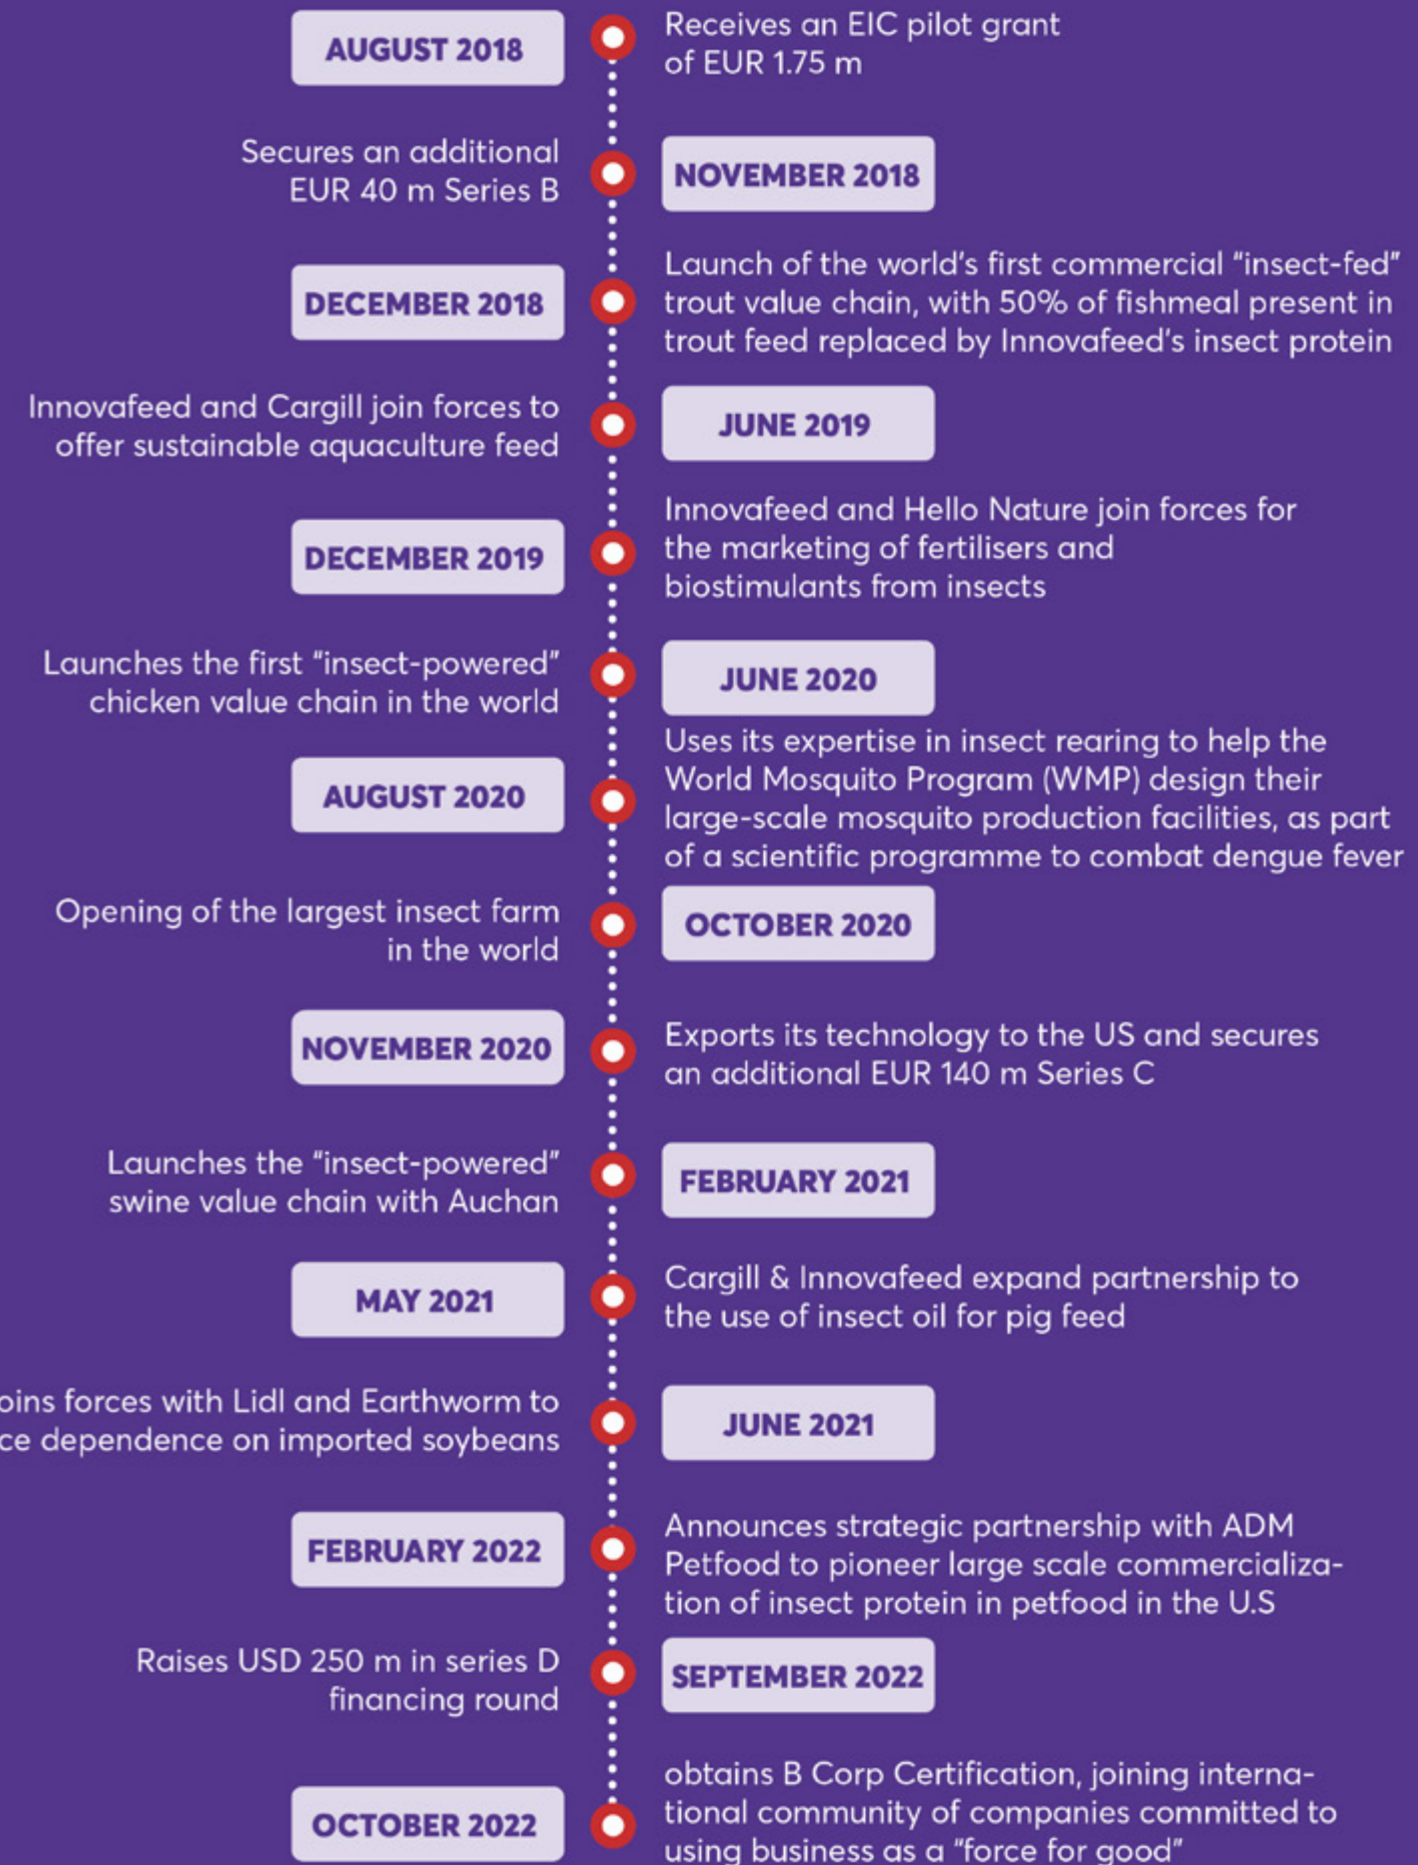 AUGUST 2018
Receives an EIC pilot grant
of EUR 1.75 m
Secures an additional
EUR 40 m Series B
NOVEMBER 2018
DECEMBER 2018
Launch of the world's first commercial "insect-fed"
trout value chain, with 50% of fishmeal present in
trout feed replaced by Innovafeed's insect protein
Innovafeed and Cargill join forces to
offer sustainable aquaculture feed
JUNE 2019
DECEMBER 2019
Innovafeed and Hello Nature join forces for
the marketing of fertilisers and
biostimulants from insects
Launches the first "insect-powered"
chicken value chain in the world
JUNE 2020
AUGUST 2020
Uses its expertise in insect rearing to help the
World Mosquito Program (WMP) design their
large-scale mosquito production facilities, as part
of a scientific programme to combat dengue fever
Opening of the largest insect farm
in the world
OCTOBER 2020
NOVEMBER 2020
Exports its technology to the US and secures
an additional EUR 140 m Series C
Launches the "insect-powered"
swine value chain with Auchan
FEBRUARY 2021
MAY 2021
Cargill & Innovafeed expand partnership to
the use of insect oil for pig feed
oins forces with Lidl and Earthworm to
ce dependence on imported soybeans
JUNE 2021
FEBRUARY 2022
Announces strategic partnership with ADM
Petfood to pioneer large scale commercializa-
tion of insect protein in petfood in the U.S
Raises USD 250 m in series D
financing round
SEPTEMBER 2022
OCTOBER 2022
obtains B Corp Certification, joining interna-
tional community of companies committed to
using business as a "force for good"